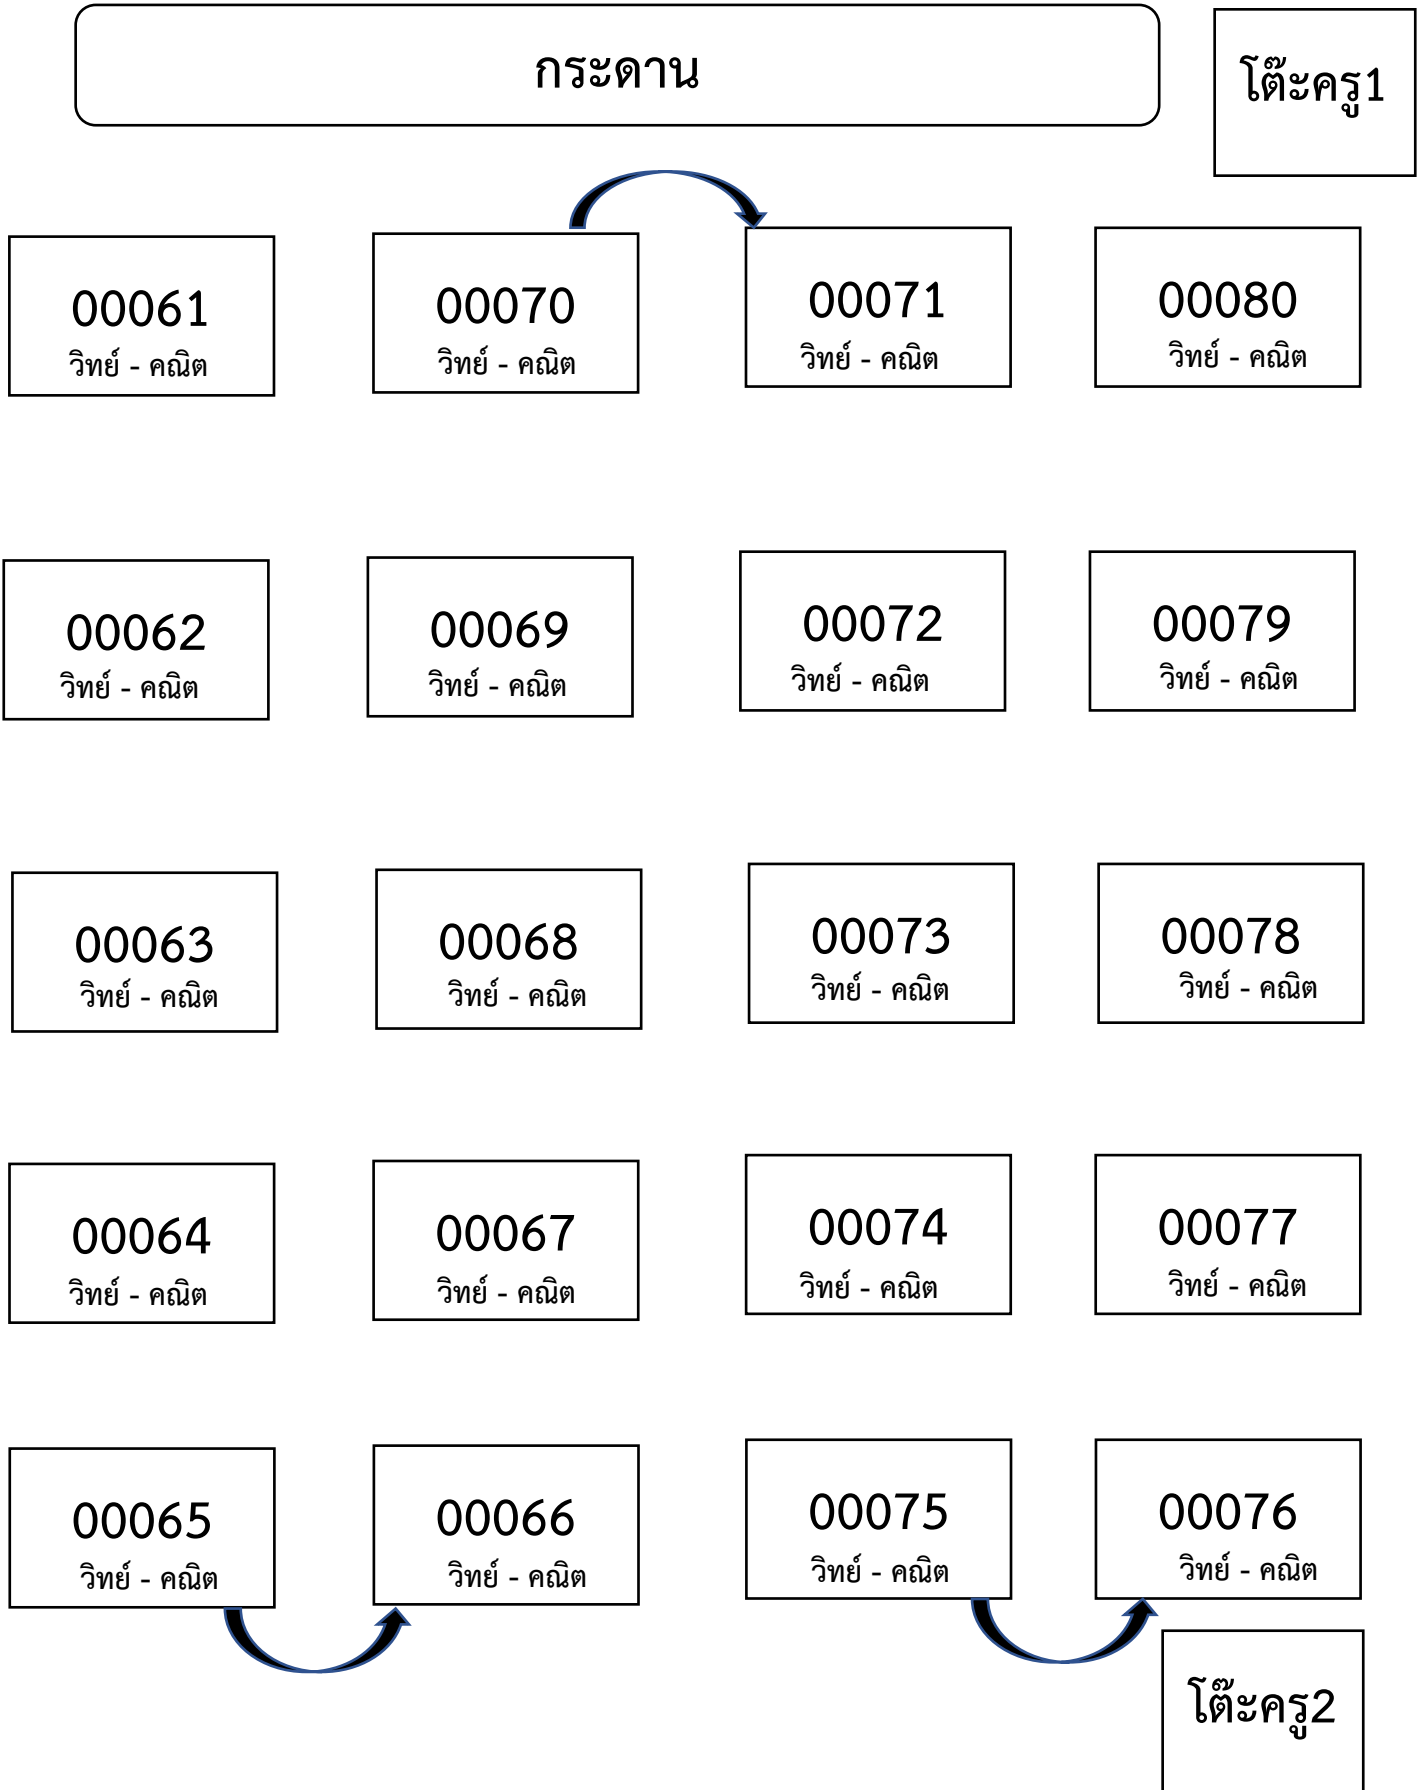 กระดาน
โต๊ะครู1
00061
วิทย์ - คณิต
00070
วิทย์ - คณิต
00071
วิทย์ - คณิต
00080
วิทย์ - คณิต
00062
วิทย์ - คณิต
00069
วิทย์ - คณิต
00072
วิทย์ - คณิต
00079
วิทย์ - คณิต
00063
วิทย์ - คณิต
00068
วิทย์ - คณิต
00073
วิทย์ - คณิต
00078
วิทย์ - คณิต
00064
วิทย์ - คณิต
00067
วิทย์ - คณิต
00074
วิทย์ - คณิต
00077
วิทย์ - คณิต
00065
วิทย์ - คณิต
00066
วิทย์ - คณิต
00075
วิทย์ - คณิต
00076
วิทย์ - คณิต
โต๊ะครู2